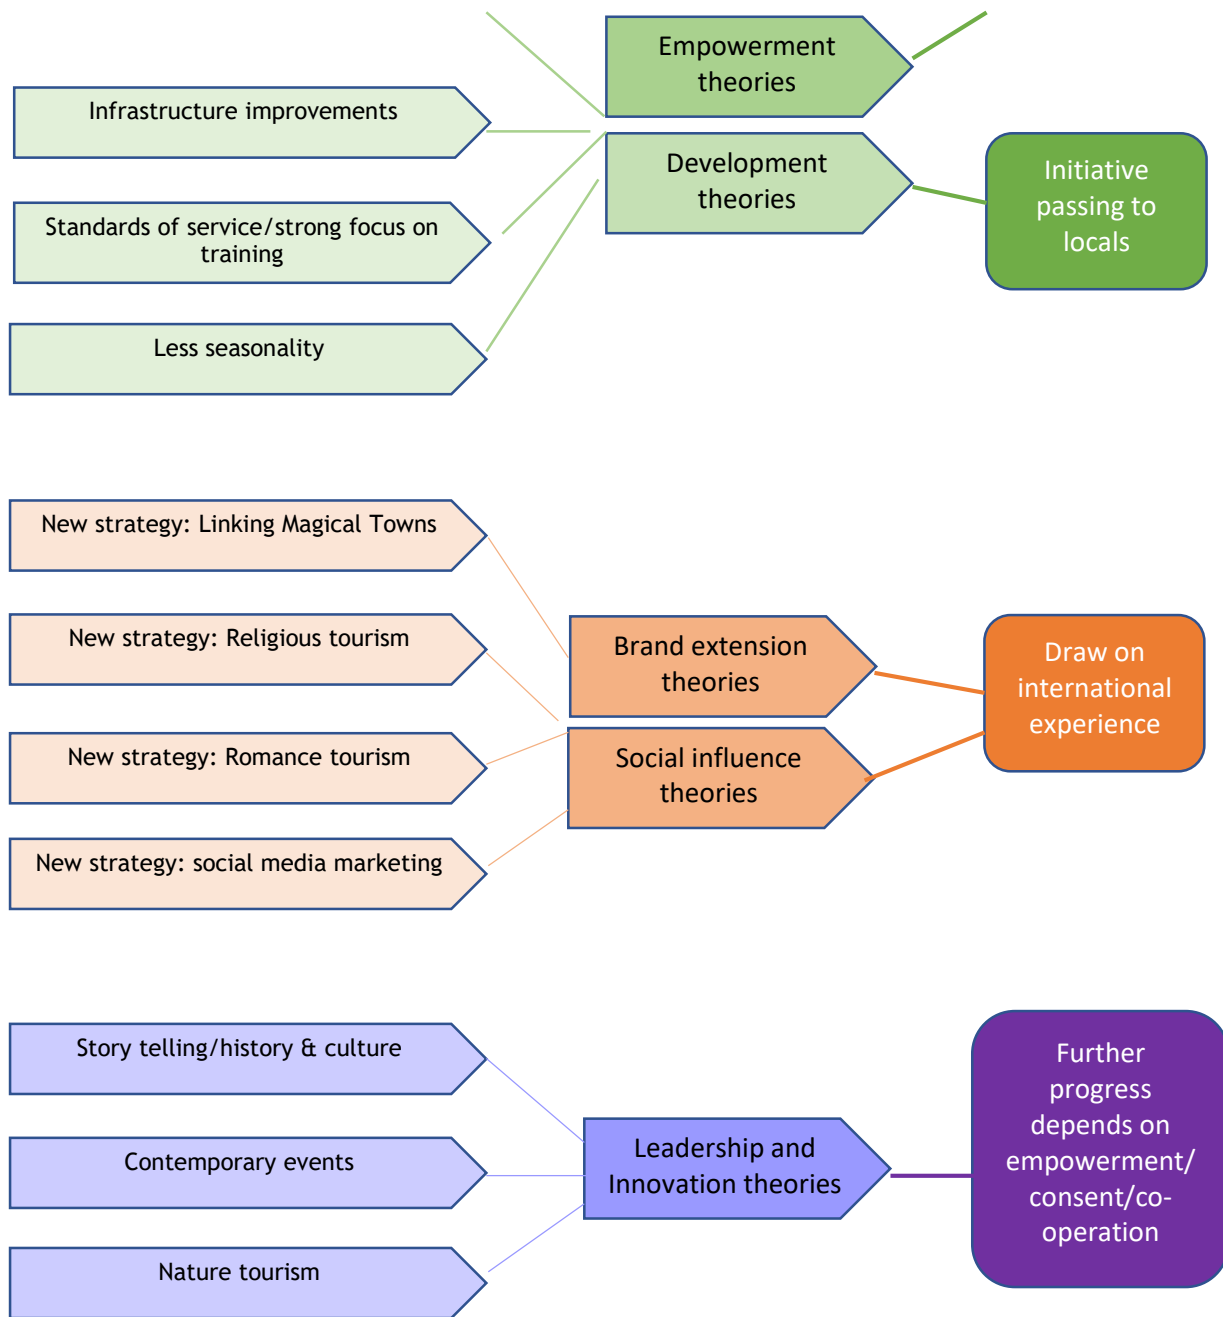 Empowerment
theories
Infrastructure improvements
Development
theories
Initiative
passing to
locals
Standards of service/strong focus on
training
Less seasonality
New strategy: Linking Magical Towns
New strategy: Religious tourism
Brand extension
theories
Draw on
international
experience
New strategy: Romance tourism
Social influence
theories
New strategy: social media marketing
Story telling/history & culture
Contemporary events
Leadership and
Innovation theories
Further
progress
depends on
empowerment/
consent/co-
operation
Nature tourism